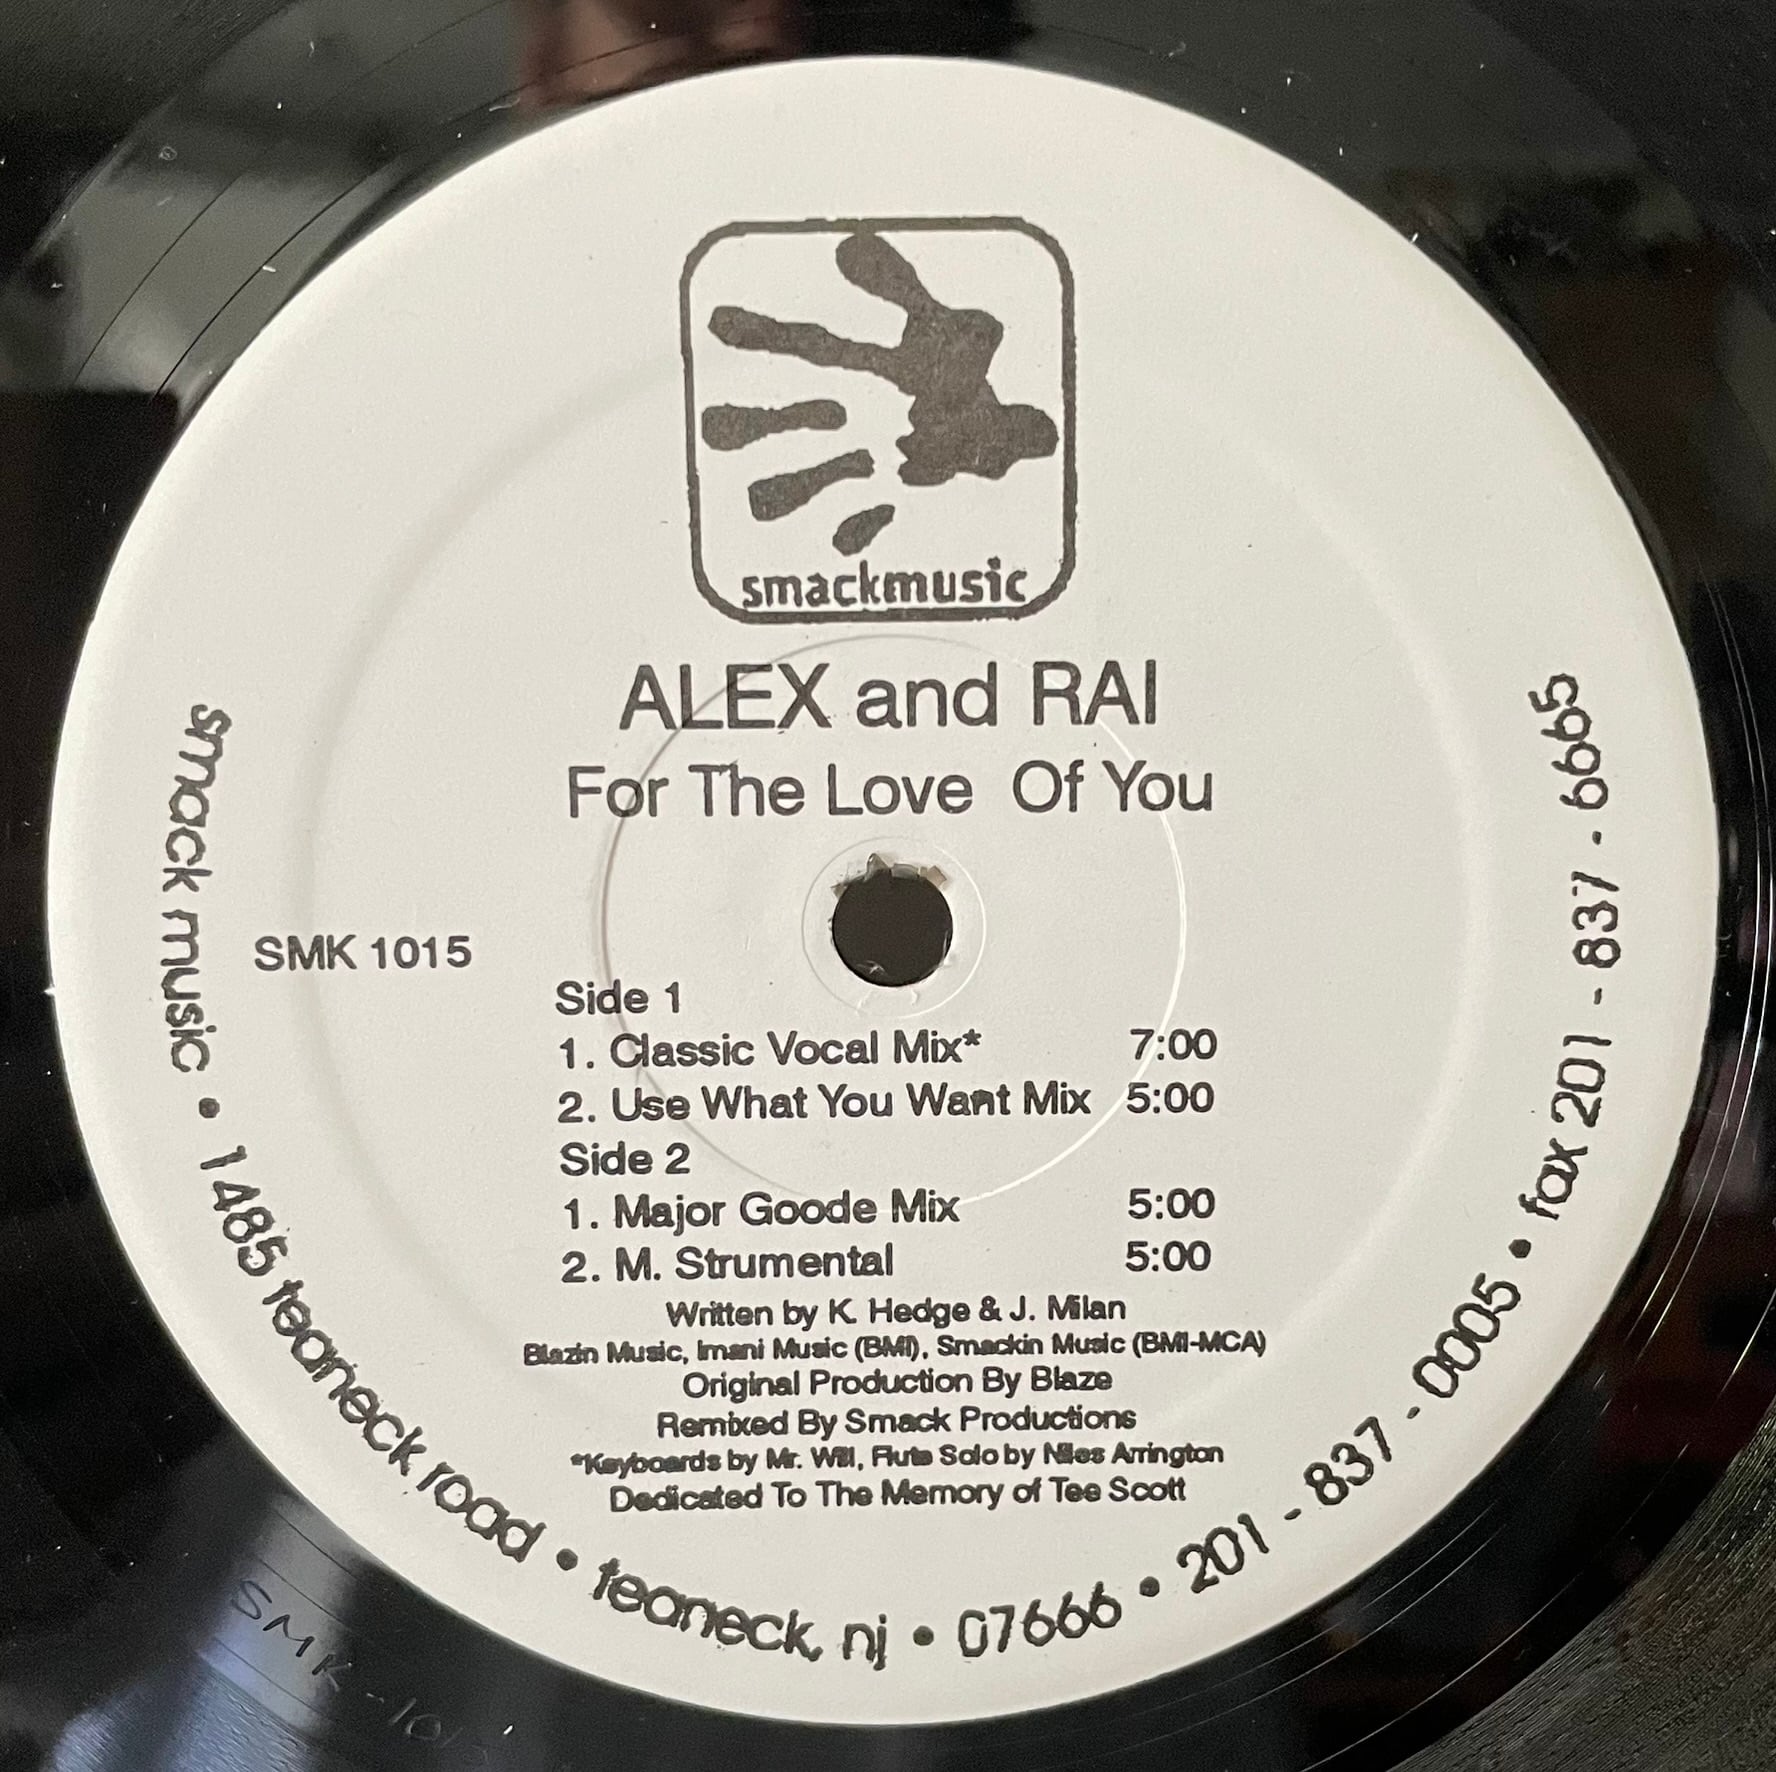 smackmusic
ALEX and RAI
For The Love Of You
SMK 1015
Side 1
1. Classic Vocal Mix* 7:00
2. Use What You Want Mix 5:00
Side 2
1. Major Goode Mix 5:00
2. M. Strumental 5:00
Written by K. Hedge & J. Milan
Blazin Music, Imani Music (BMI), Smackin Music (BMI-MCA)
Original Production By Blaze
Remixed By Smack Productions
*Keyboards by Mr. Will, Flute Solo by Niles Arrington
Dedicated To The Memory of Tee Scott
smack music • 1485 teaneck road • teaneck, nj • 07666 • 201 - 837 - 0005 • fax 201 - 837 - 6665
SMK-1015